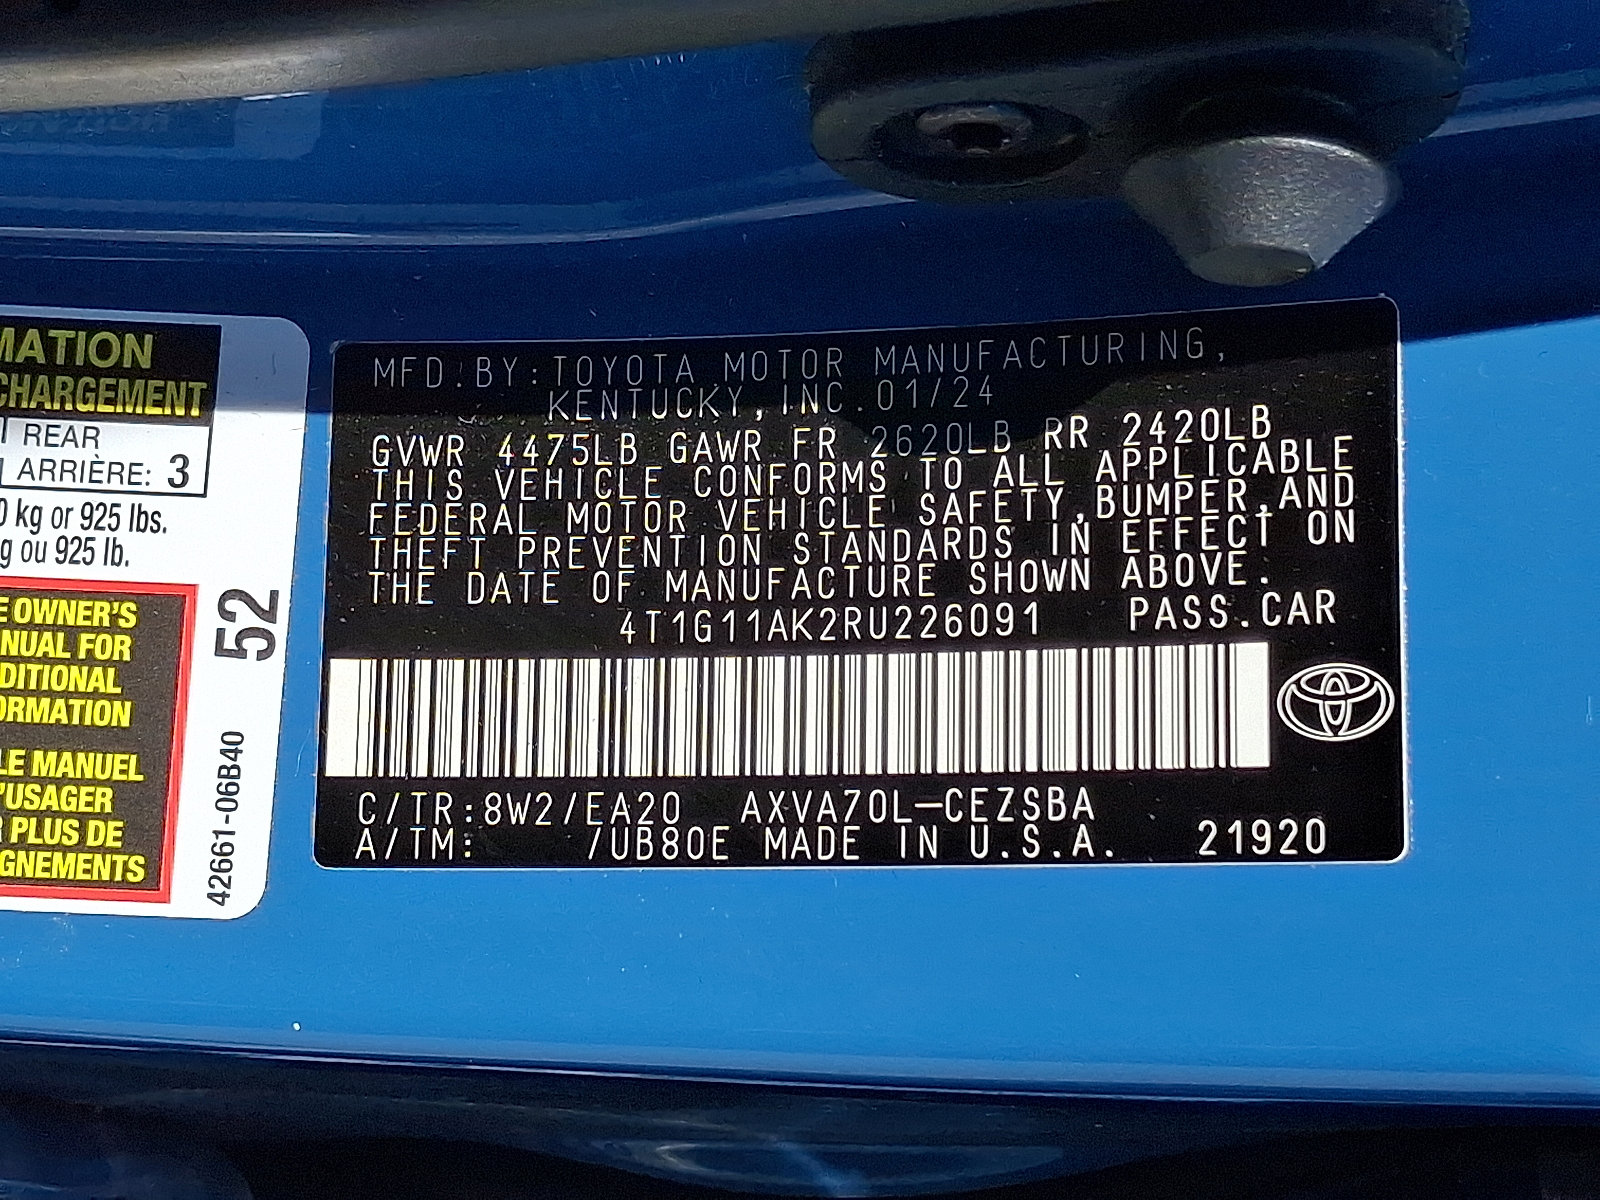 MATION
CHARGEMENT
REAR
ARRIÈRE: 3
0 kg or 925 lbs.
g ou 925 lb.
E OWNER'S
ANUAL FOR
DITIONAL
ORMATION
LE MANUEL
'USAGER
R PLUS DE
GNEMENTS
52
42661-06B40
MFD.BY:TOYOTA MOTOR MANUFACTURING,
KENTUCKY,INC.01/24
GVWR 4475LB GAWR FR 2620LB RR 2420LB
THIS VEHICLE CONFORMS TO ALL APPLICABLE
FEDERAL MOTOR VEHICLE SAFETY,BUMPER,AND
THEFT PREVENTION STANDARDS IN EFFECT ON
THE DATE OF MANUFACTURE SHOWN ABOVE.
4T1G11AK2RU226091 PASS.CAR
C/TR:8W2/EA20 AXVA70L-CEZSBA
A/TM: /UB80E MADE IN U.S.A. 21920